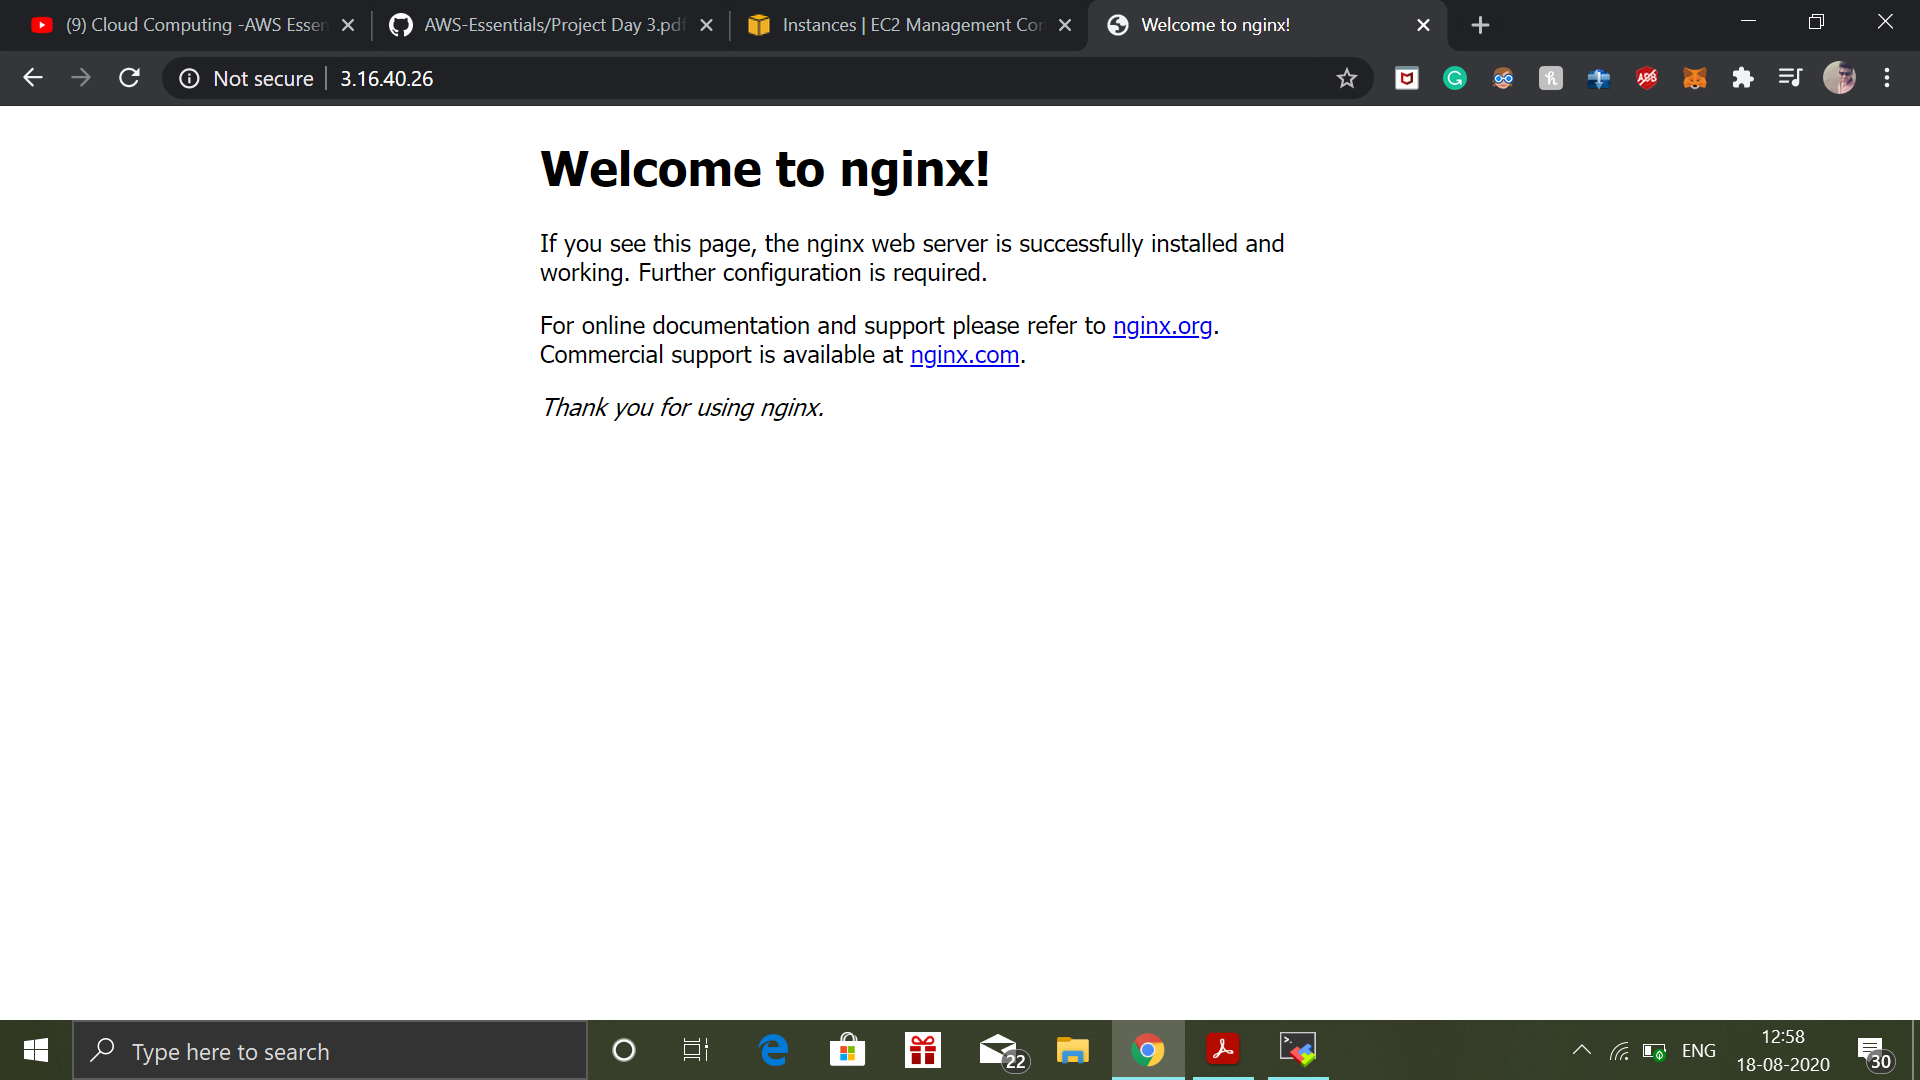 (9) Cloud Computing -AWS Essen
AWS-Essentials/Project Day 3.pdf
Instances | EC2 Management Con
Welcome to nginx!
Not secure
3.16.40.26
Welcome to nginx!
If you see this page, the nginx web server is successfully installed and
working. Further configuration is required.
For online documentation and support please refer to nginx.org.
Commercial support is available at nginx.com.
Thank you for using nginx.
Type here to search
22
ENG
12:58
18-08-2020
30